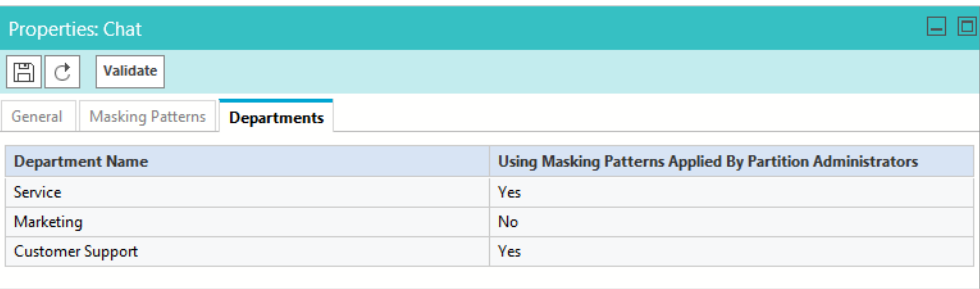 Properties: Chat
Validate
General Masking Patterns Departments
Department Name Using Masking Patterns Applied By Partition Administrators
Service Yes
Marketing No
Customer Support Yes